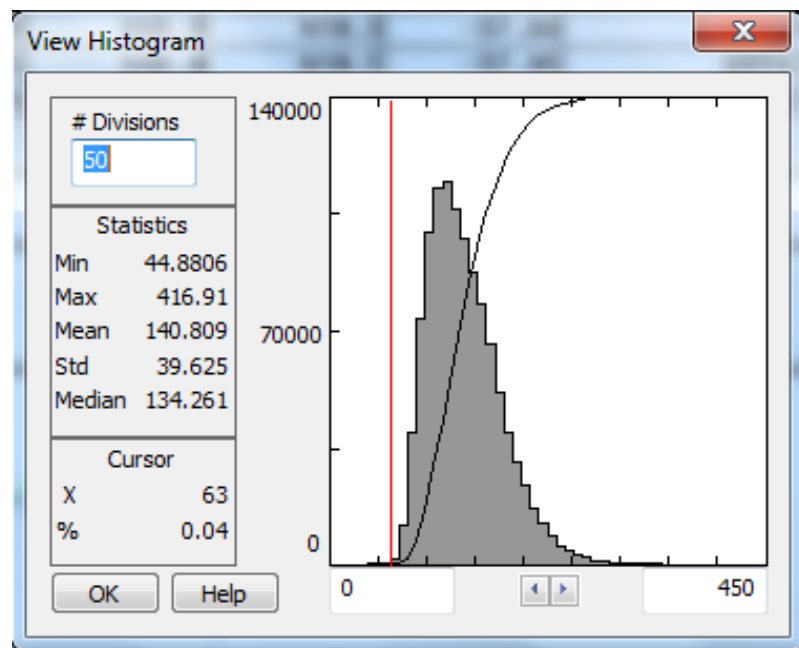 View Histogram
# Divisions
50
Statistics
Min 44.8806
Max 416.91
Mean 140.809
Std 39.625
Median 134.261
Cursor
X 63
% 0.04
OK Help
140000
70000
0
0 450